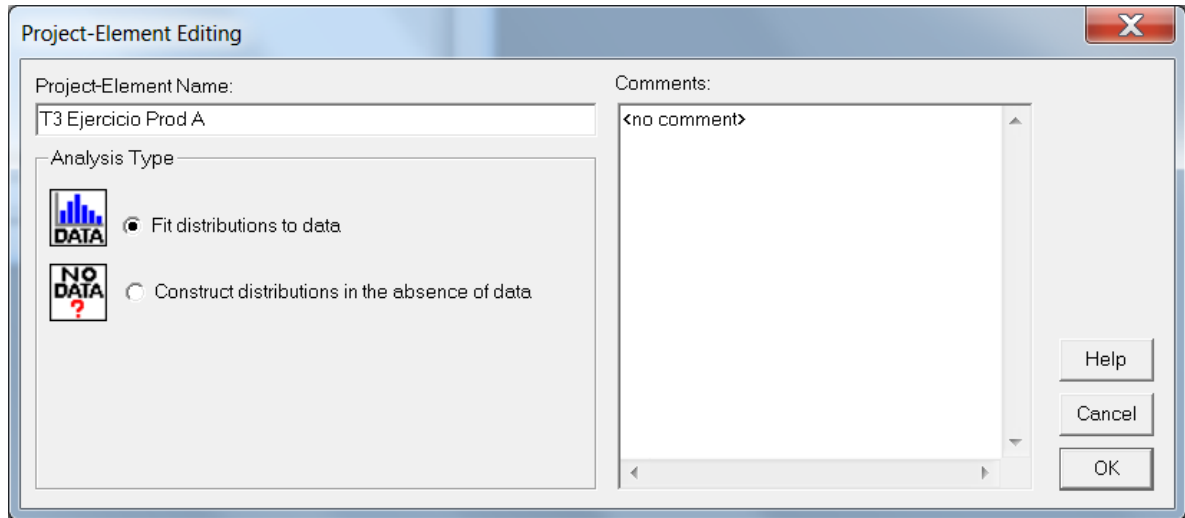 Project-Element Editing
Project-Element Name:
T3 Ejercicio Prod A
Analysis Type
DATA
Fit distributions to data
NO
DATA
?
Construct distributions in the absence of data
Comments:
<no comment>
Help
Cancel
OK